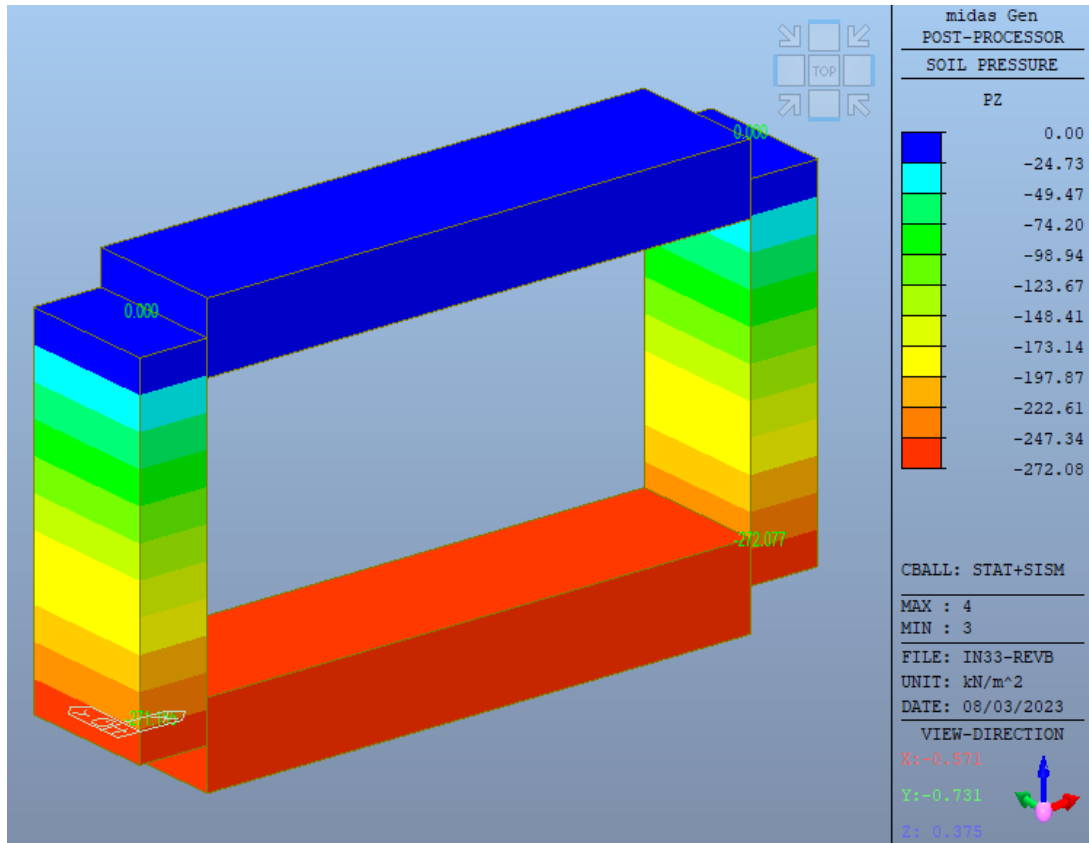 midas Gen
POST-PROCESSOR
SOIL PRESSURE
PZ
0.00
-24.73
-49.47
-74.20
-98.94
-123.67
-148.41
-173.14
-197.87
-222.61
-247.34
-272.08
CBALL: STAT+SISM
MAX : 4
MIN : 3
FILE: IN33-REVB
UNIT: kN/m^2
DATE: 08/03/2023
VIEW-DIRECTION
X:-0.571
Y:-0.731
Z: 0.375
TOP
0.000
0.000
-272.077